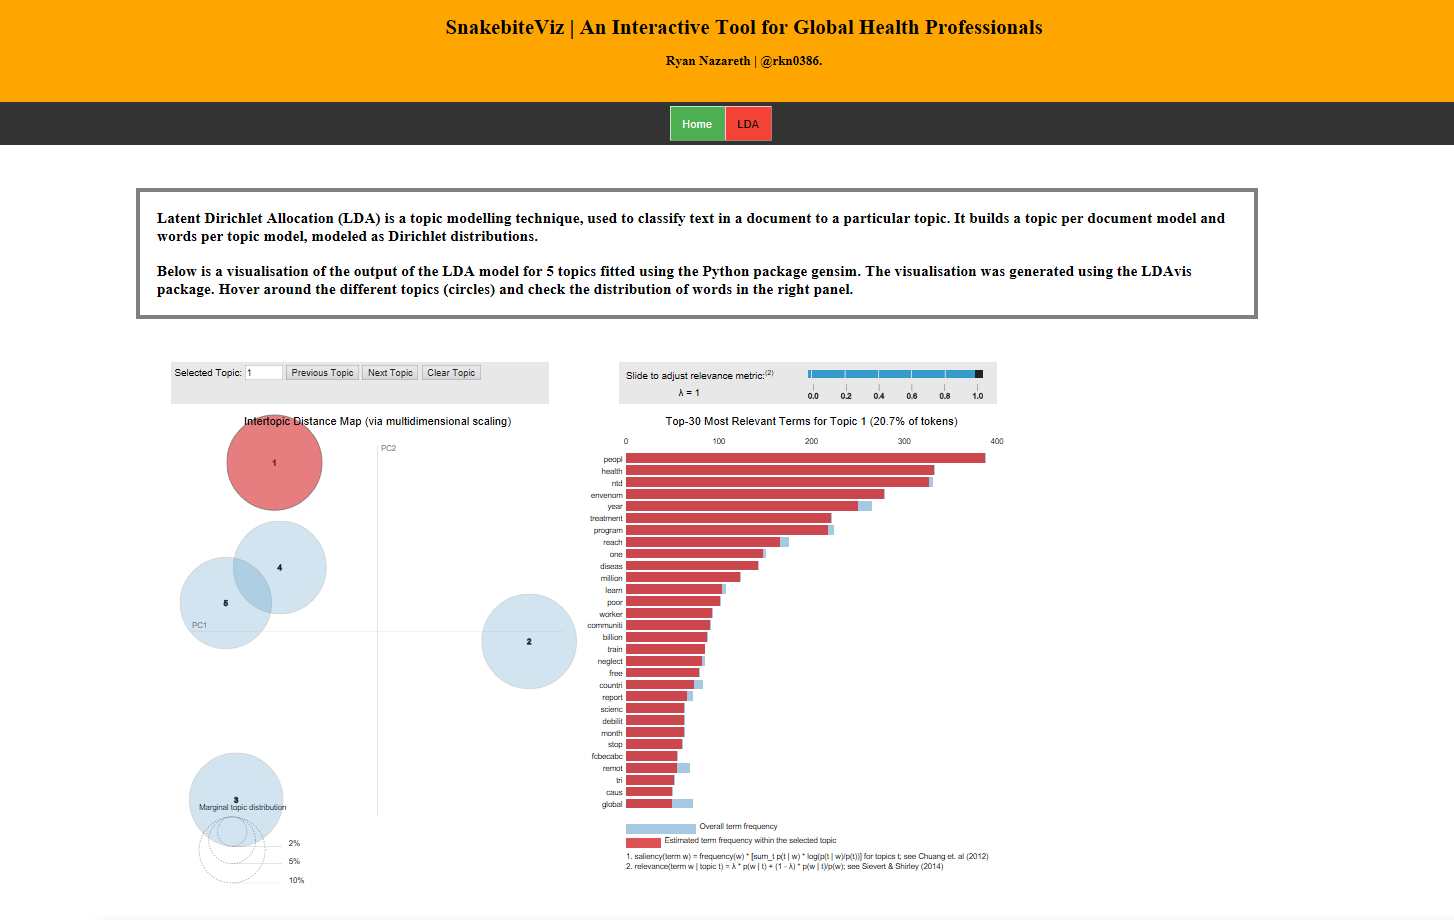 SnakebiteViz | An Interactive Tool for Global Health Professionals
Ryan Nazareth | @rkn0386.
Home
LDA
Latent Dirichlet Allocation (LDA) is a topic modelling technique, used to classify text in a document to a particular topic. It builds a topic per document model and
words per topic model, modeled as Dirichlet distributions.
Below is a visualisation of the output of the LDA model for 5 topics fitted using the Python package gensim. The visualisation was generated using the LDAvis
package. Hover around the different topics (circles) and check the distribution of words in the right panel.
Selected Topic: 1 Previous Topic Next Topic Clear Topic
Slide to adjust relevance metric:(2)
λ = 1
0.0 0.2 0.4 0.6 0.8 1.0
Intertopic Distance Map (via multidimensional scaling)
PC2
1
4
5
PC1
2
3
Marginal topic distribution
2%
5%
10%
Top-30 Most Relevant Terms for Topic 1 (20.7% of tokens)
0 100 200 300 400
peopl
health
ntd
envenom
year
treatment
program
reach
one
diseas
million
learn
poor
worker
communiti
billion
train
neglect
free
countri
report
scienc
debilit
month
stop
fcbecabc
remot
tri
caus
global
Overall term frequency
Estimated term frequency within the selected topic
1. saliency(term w) = frequency(w) * [sum_t p(t | w) * log(p(t | w)/p(t))] for topics t; see Chuang et. al (2012)
2. relevance(term w | topic t) = λ * p(w | t) + (1 - λ) * p(w | t)/p(w); see Sievert & Shirley (2014)